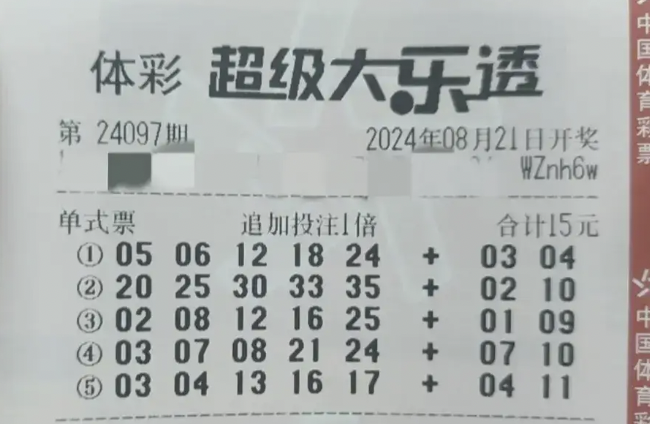 体彩 超级大乐透
第 24097期 2024年08月21日开奖
WZnh6w
单式票 追加投注1倍 合计15元
① 05 06 12 18 24 + 03 04
② 20 25 30 33 35 + 02 10
③ 02 08 12 16 25 + 01 09
④ 03 07 08 21 24 + 07 10
⑤ 03 04 13 16 17 + 04 11
中国体育彩票
中国体育彩